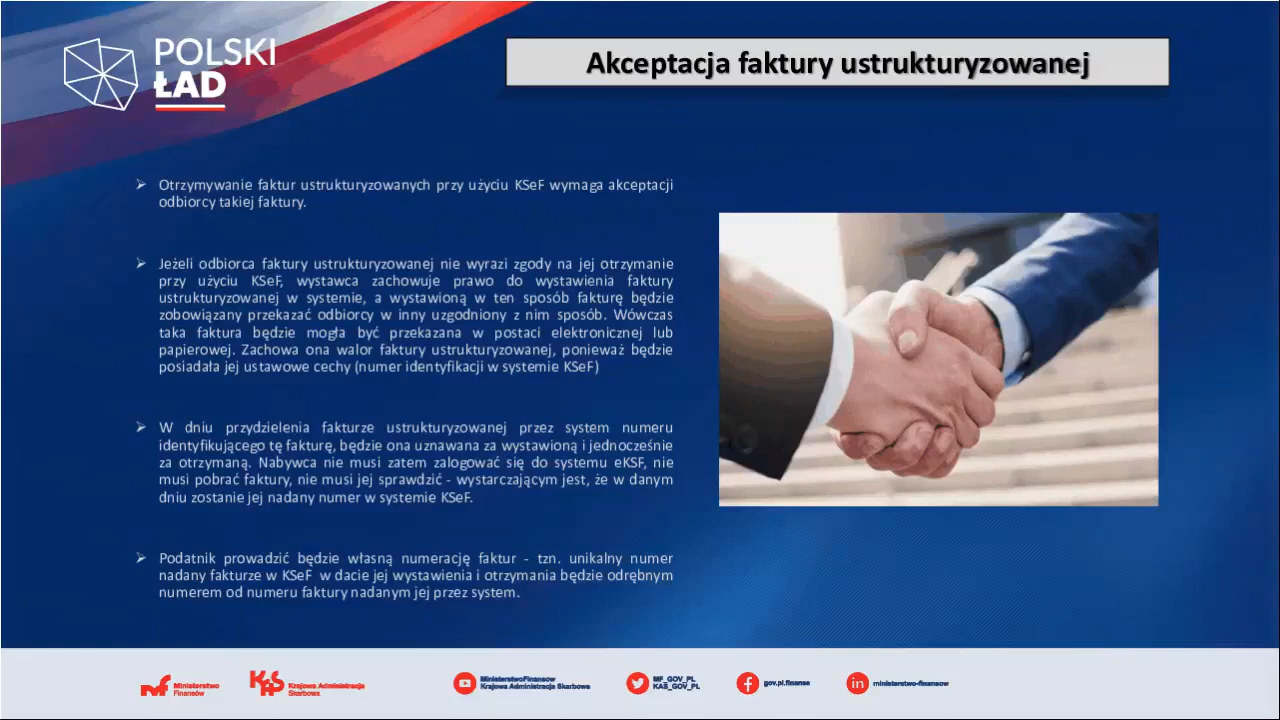 POLSKI
ŁAD
Akceptacja faktury ustrukturyzowanej
➢ Otrzymywanie faktur ustrukturyzowanych przy użyciu KSeF wymaga akceptacji
odbiorcy takiej faktury.
➢ Jeżeli odbiorca faktury ustrukturyzowanej nie wyrazi zgody na jej otrzymanie
przy użyciu KSeF, wystawca zachowuje prawo do wystawienia faktury
ustrukturyzowanej w systemie, a wystawioną w ten sposób fakturę będzie
zobowiązany przekazać odbiorcy w inny uzgodniony z nim sposób. Wówczas
taka faktura będzie mogła być przekazana w postaci elektronicznej lub
papierowej. Zachowa ona walor faktury ustrukturyzowanej, ponieważ będzie
posiadała jej ustawowe cechy (numer identyfikacji w systemie KSeF)
➢ W dniu przydzielenia fakturze ustrukturyzowanej przez system numeru
identyfikującego tę fakturę, będzie ona uznawana za wystawioną i jednocześnie
za otrzymaną. Nabywca nie musi zatem zalogować się do systemu eKSF, nie
musi pobrać faktury, nie musi jej sprawdzić - wystarczającym jest, że w danym
dniu zostanie jej nadany numer w systemie KSeF.
➢ Podatnik prowadzić będzie własną numerację faktur - tzn. unikalny numer
nadany fakturze w KSeF w dacie jej wystawienia i otrzymania będzie odrębnym
numerem od numeru faktury nadanym jej przez system.
mf Ministerstwo
Finansów
KAS Krajowa Administracja
Skarbowa
MinisterstwoFinansow
Krajowa Administracja Skarbowa
MF_GOV_PL
KAS_GOV_PL
gov.pl.finanse
in ministerstwo-finansow